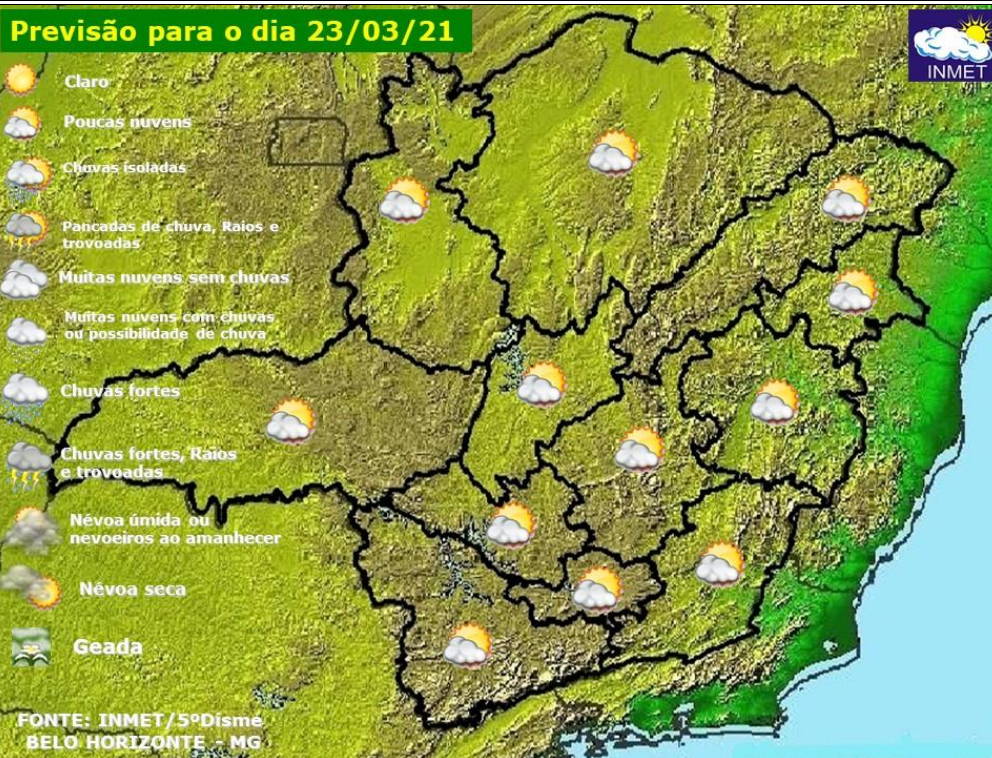 Previsão para o dia 23/03/21
INMET
Claro
Poucas nuvens
Chuvas isoladas
Pancadas de chuva, Raios e
trovoadas
Muitas nuvens sem chuvas
Muitas nuvens com chuvas
ou possibilidade de chuva
Chuvas fortes
Chuvas fortes, Raios
e trovoadas
Névoa úmida ou
nevoeiros ao amanhecer
Névoa seca
Geada
FONTE: INMET/5ºDisme
BELO HORIZONTE - MG